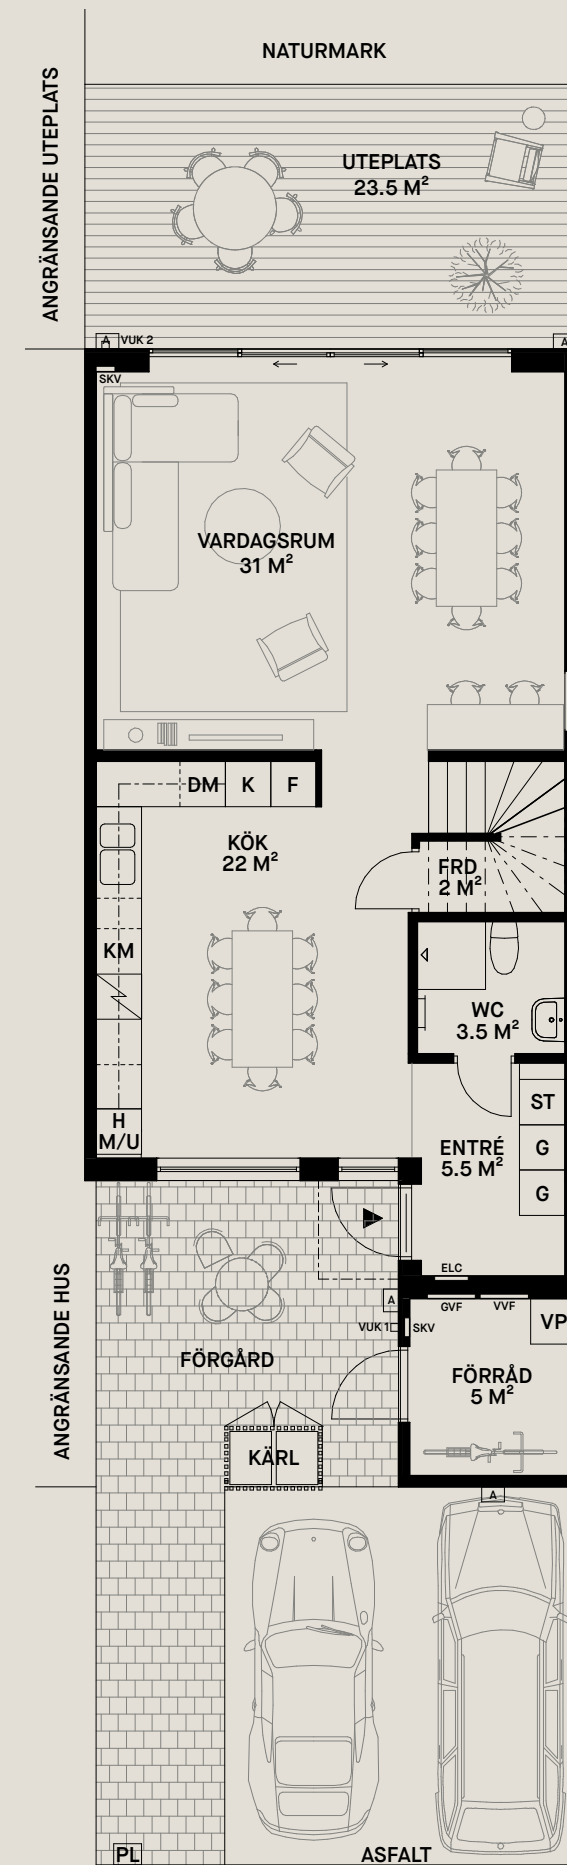 NATURMARK
ANGRÄNSANDE UTEPLATS
UTEPLATS
23.5 M²
A
VUK 2
A
SKV
VARDAGSRUM
31 M²
DM
K
F
KÖK
22 M²
FRD
2 M²
KM
WC
3.5 M²
H
M/U
ST
ENTRÉ
5.5 M²
G
G
ELC
GVF
VVF
A
VUK 1
SKV
VP
ANGRÄNSANDE HUS
FÖRGÅRD
FÖRRÅD
5 M²
KÄRL
A
PL
ASFALT